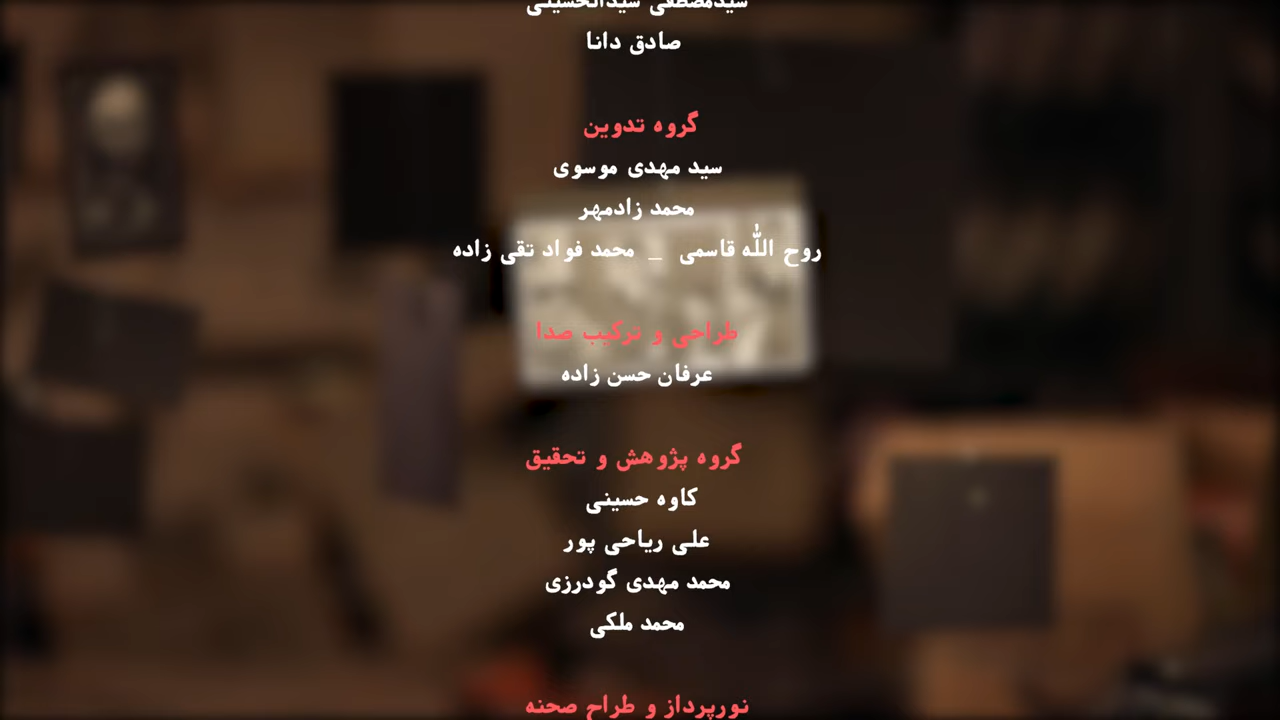 سیدمصطفی سیدالحسینی
صادق دانا
گروه تدوین
سید مهدی موسوی
محمد زادمهر
روح اللّه قاسمی _ محمد فواد تقی زاده
طراحی و ترکیب صدا
عرفان حسن زاده
گروه پژوهش و تحقیق
کاوه حسینی
علی ریاحی پور
محمد مهدی گودرزی
محمد ملکی
نورپرداز و طراح صحنه